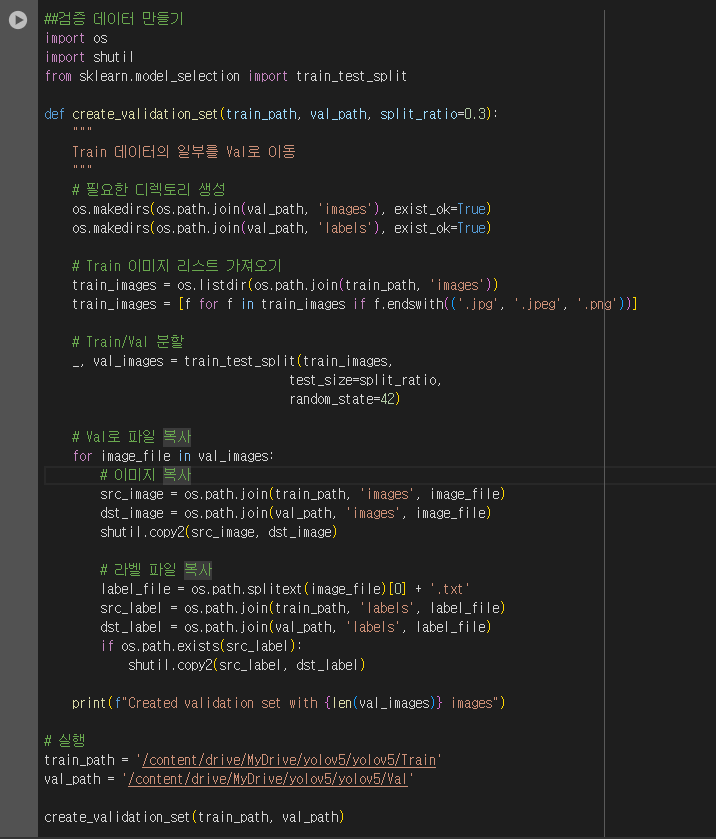 ##검증 데이터 만들기
import os
import shutil
from sklearn.model_selection import train_test_split

def create_validation_set(train_path, val_path, split_ratio=0.3):
    """
    Train 데이터의 일부를 Val로 이동
    """
    # 필요한 디렉토리 생성
    os.makedirs(os.path.join(val_path, 'images'), exist_ok=True)
    os.makedirs(os.path.join(val_path, 'labels'), exist_ok=True)

    # Train 이미지 리스트 가져오기
    train_images = os.listdir(os.path.join(train_path, 'images'))
    train_images = [f for f in train_images if f.endswith(('.jpg', '.jpeg', '.png'))]

    # Train/Val 분할
    _, val_images = train_test_split(train_images,
                                   test_size=split_ratio,
                                   random_state=42)

    # Val로 파일 복사
    for image_file in val_images:
        # 이미지 복사
        src_image = os.path.join(train_path, 'images', image_file)
        dst_image = os.path.join(val_path, 'images', image_file)
        shutil.copy2(src_image, dst_image)

        # 라벨 파일 복사
        label_file = os.path.splitext(image_file)[0] + '.txt'
        src_label = os.path.join(train_path, 'labels', label_file)
        dst_label = os.path.join(val_path, 'labels', label_file)
        if os.path.exists(src_label):
            shutil.copy2(src_label, dst_label)

    print(f"Created validation set with {len(val_images)} images")

# 실행
train_path = '/content/drive/MyDrive/yolov5/yolov5/Train'
val_path = '/content/drive/MyDrive/yolov5/yolov5/Val'

create_validation_set(train_path, val_path)